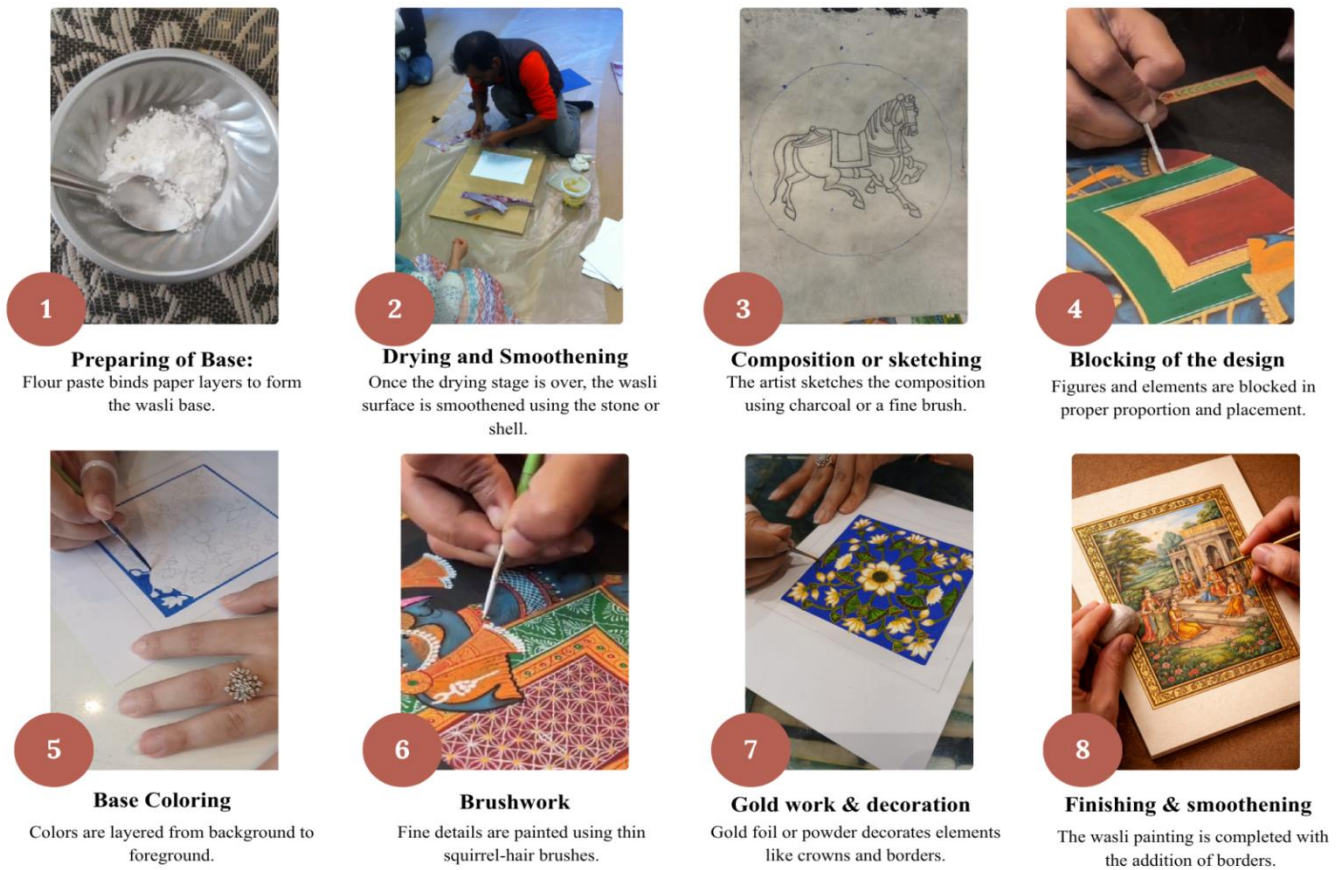 1
Preparing of Base:
Flour paste binds paper layers to form
the wasli base.
2
Drying and Smoothening
Once the drying stage is over, the wasli
surface is smoothened using the stone or
shell.
3
Composition or sketching
The artist sketches the composition
using charcoal or a fine brush.
4
Blocking of the design
Figures and elements are blocked in
proper proportion and placement.
5
Base Coloring
Colors are layered from background to
foreground.
6
Brushwork
Fine details are painted using thin
squirrel-hair brushes.
7
Gold work & decoration
Gold foil or powder decorates elements
like crowns and borders.
8
Finishing & smoothening
The wasli painting is completed with
the addition of borders.